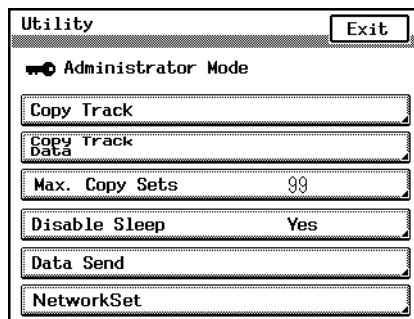 Utility
Exit
Administrator Mode
Copy Track
Copy Track
Data
Max. Copy Sets 99
Disable Sleep Yes
Data Send
NetworkSet